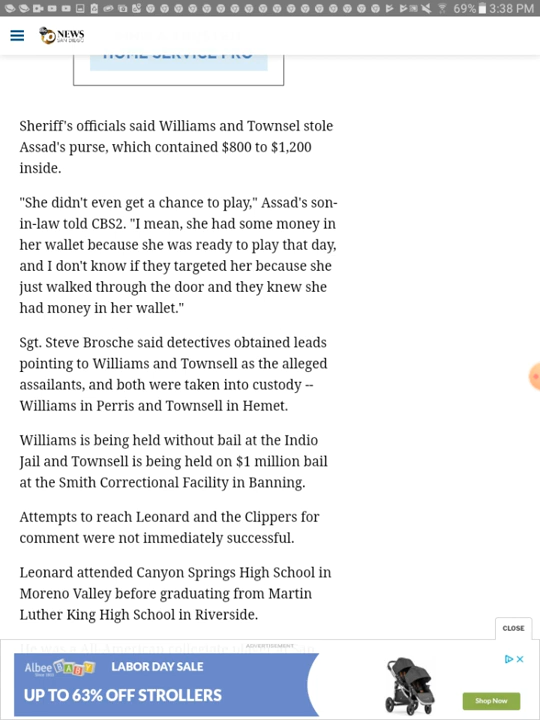 69% 3:38 PM
NEWS
SAN DIEGO
HOME SERVICE PRO
Sheriff's officials said Williams and Townsel stole
Assad's purse, which contained $800 to $1,200
inside.
"She didn't even get a chance to play," Assad's son-
in-law told CBS2. "I mean, she had some money in
her wallet because she was ready to play that day,
and I don't know if they targeted her because she
just walked through the door and they knew she
had money in her wallet."
Sgt. Steve Brosche said detectives obtained leads
pointing to Williams and Townsell as the alleged
assailants, and both were taken into custody --
Williams in Perris and Townsell in Hemet.
Williams is being held without bail at the Indio
Jail and Townsell is being held on $1 million bail
at the Smith Correctional Facility in Banning.
Attempts to reach Leonard and the Clippers for
comment were not immediately successful.
Leonard attended Canyon Springs High School in
Moreno Valley before graduating from Martin
Luther King High School in Riverside.
CLOSE
ADVERTISEMENT
Albee BABY LABOR DAY SALE
UP TO 63% OFF STROLLERS
Shop Now